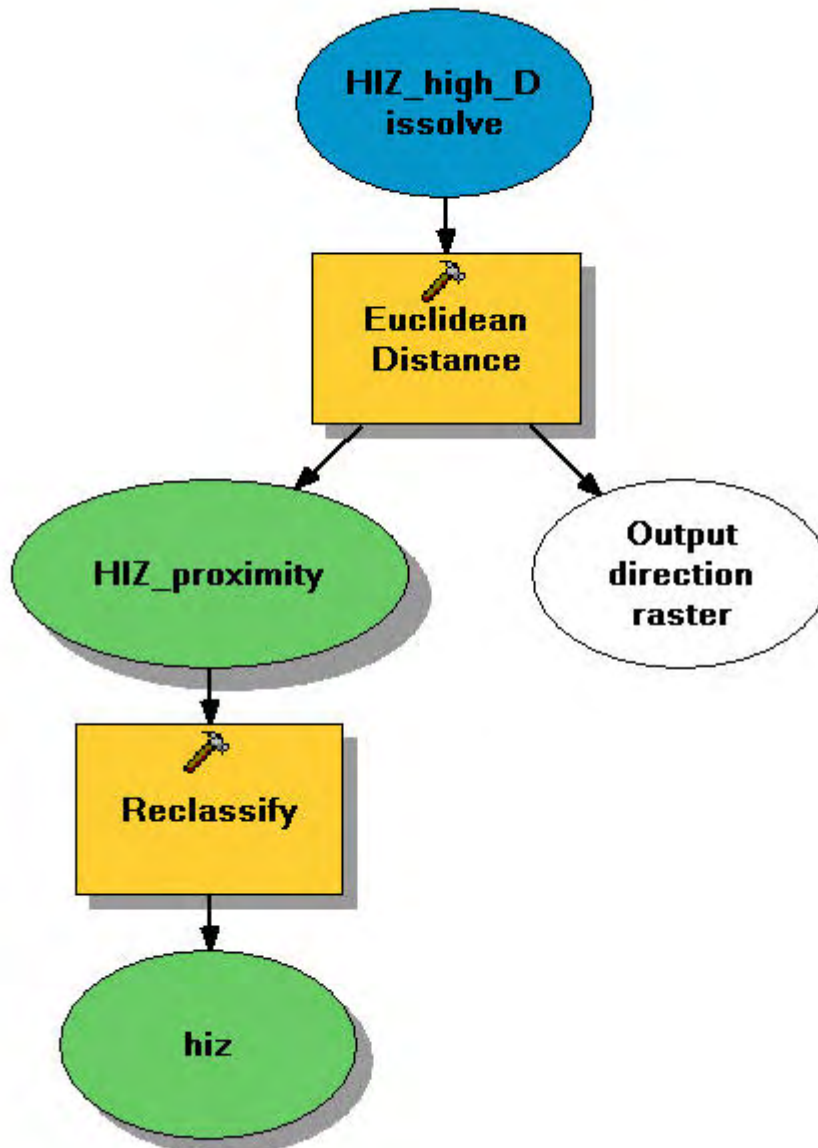 HIZ_high_D
issolve
Euclidean
Distance
HIZ_proximity
Output
direction
raster
Reclassify
hiz